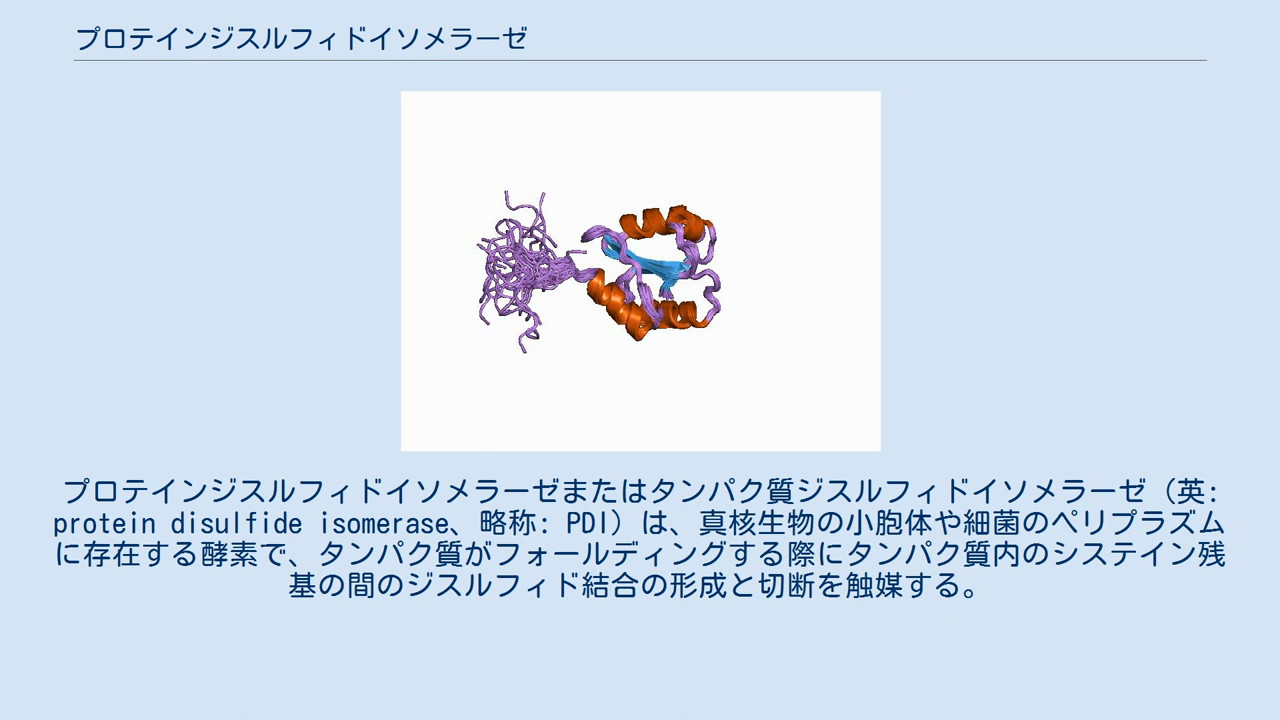 プロテインジスルフィドイソメラーゼ
プロテインジスルフィドイソメラーゼまたはタンパク質ジスルフィドイソメラーゼ（英:
protein disulfide isomerase、略称: PDI）は、真核生物の小胞体や細菌のペリプラズム
に存在する酵素で、タンパク質がフォールディングする際にタンパク質内のシステイン残
基の間のジスルフィド結合の形成と切断を触媒する。